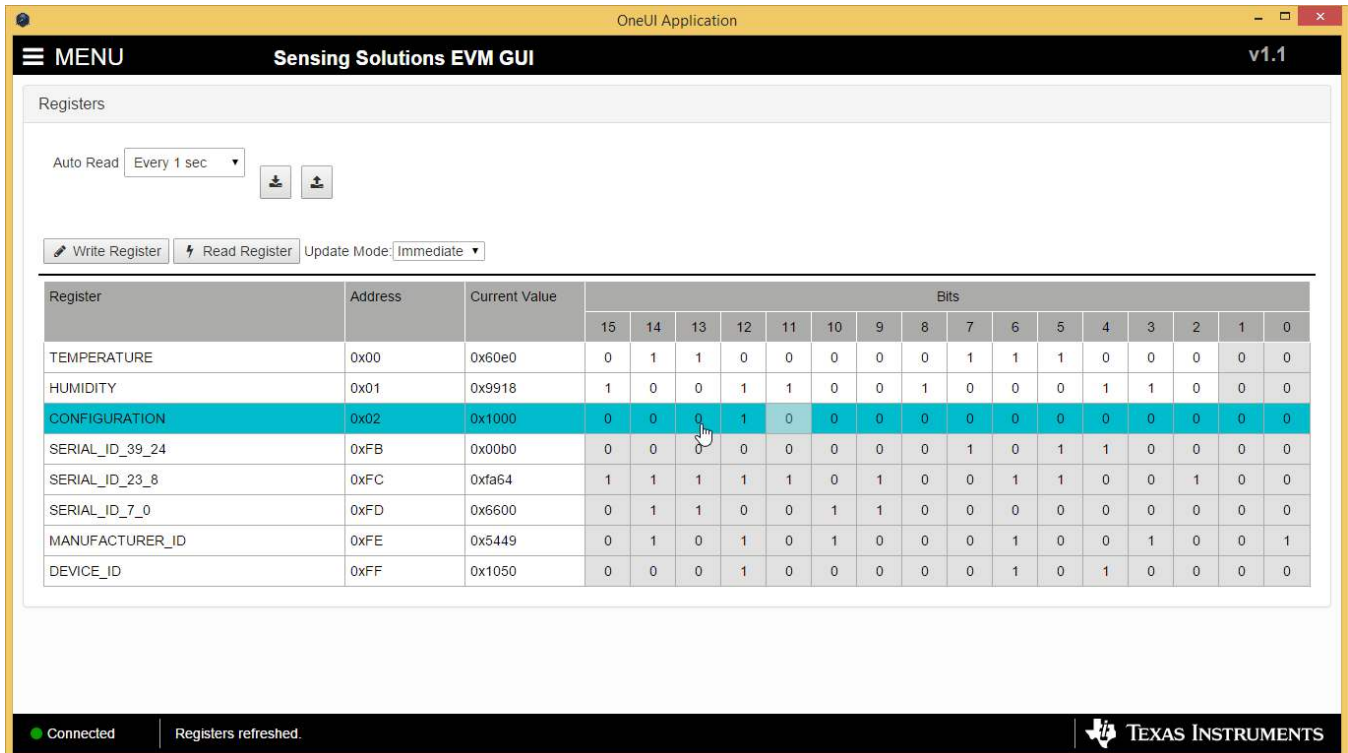 OneUI Application
MENU Sensing Solutions EVM GUI v1.1
Registers
Auto Read Every 1 sec
Write Register Read Register Update Mode: Immediate
Register Address Current Value Bits
15 14 13 12 11 10 9 8 7 6 5 4 3 2 1 0
TEMPERATURE 0x00 0x60e0 0 1 1 0 0 0 0 0 1 1 1 0 0 0 0 0
HUMIDITY 0x01 0x9918 1 0 0 1 1 0 0 1 0 0 0 1 1 0 0 0
CONFIGURATION 0x02 0x1000 0 0 0 1 0 0 0 0 0 0 0 0 0 0 0 0
SERIAL_ID_39_24 0xFB 0x00b0 0 0 0 0 0 0 0 0 1 0 1 1 0 0 0 0
SERIAL_ID_23_8 0xFC 0xfa64 1 1 1 1 1 0 1 0 0 1 1 0 0 1 0 0
SERIAL_ID_7_0 0xFD 0x6600 0 1 1 0 0 1 1 0 0 0 0 0 0 0 0 0
MANUFACTURER_ID 0xFE 0x5449 0 1 0 1 0 1 0 0 0 1 0 0 1 0 0 1
DEVICE_ID 0xFF 0x1050 0 0 0 1 0 0 0 0 0 1 0 1 0 0 0 0
Connected Registers refreshed. TEXAS INSTRUMENTS